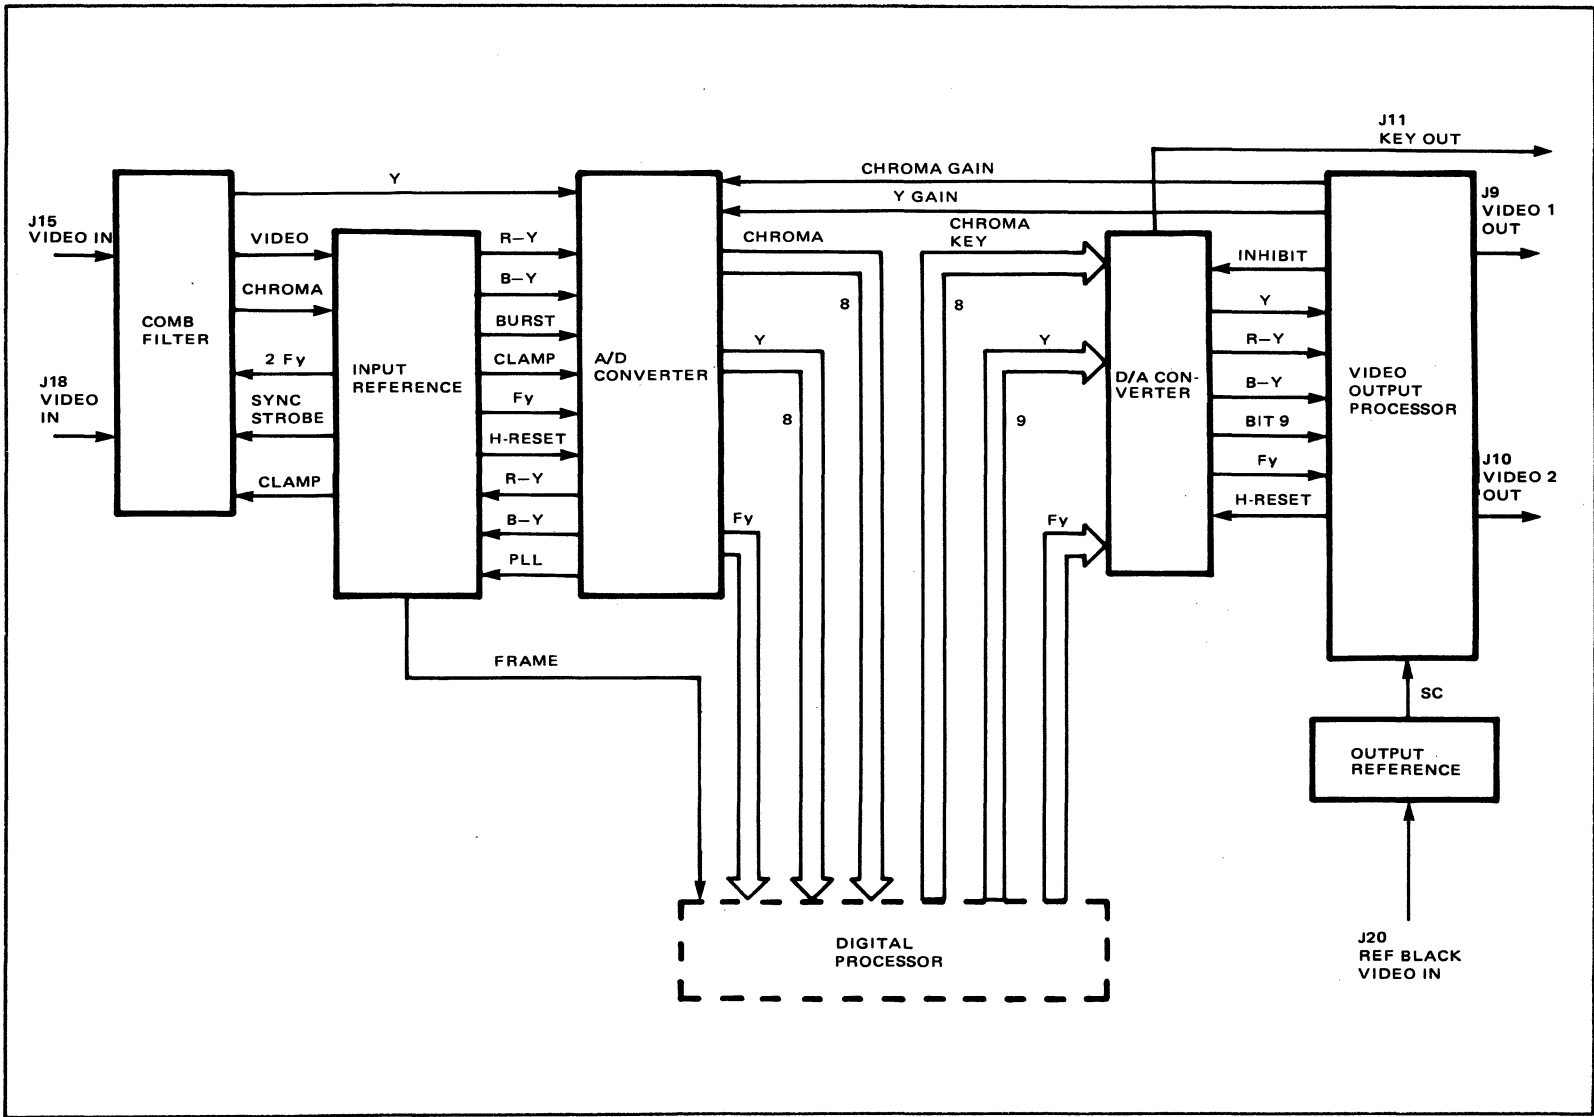 J11
KEY OUT
CHROMA GAIN
Y GAIN
Y
J15
VIDEO IN
VIDEO
CHROMA
COMB
FILTER
2 Fy
SYNC
STROBE
CLAMP
J18
VIDEO
IN
INPUT
REFERENCE
R-Y
B-Y
BURST
CLAMP
Fy
H-RESET
R-Y
B-Y
PLL
A/D
CONVERTER
CHROMA
8
Y
8
Fy
CHROMA
KEY
8
Y
9
Fy
D/A CON-
VERTER
INHIBIT
Y
R-Y
B-Y
BIT 9
Fy
H-RESET
VIDEO
OUTPUT
PROCESSOR
J9
VIDEO 1
OUT
J10
VIDEO 2
OUT
FRAME
SC
OUTPUT
REFERENCE
DIGITAL
PROCESSOR
J20
REF BLACK
VIDEO IN